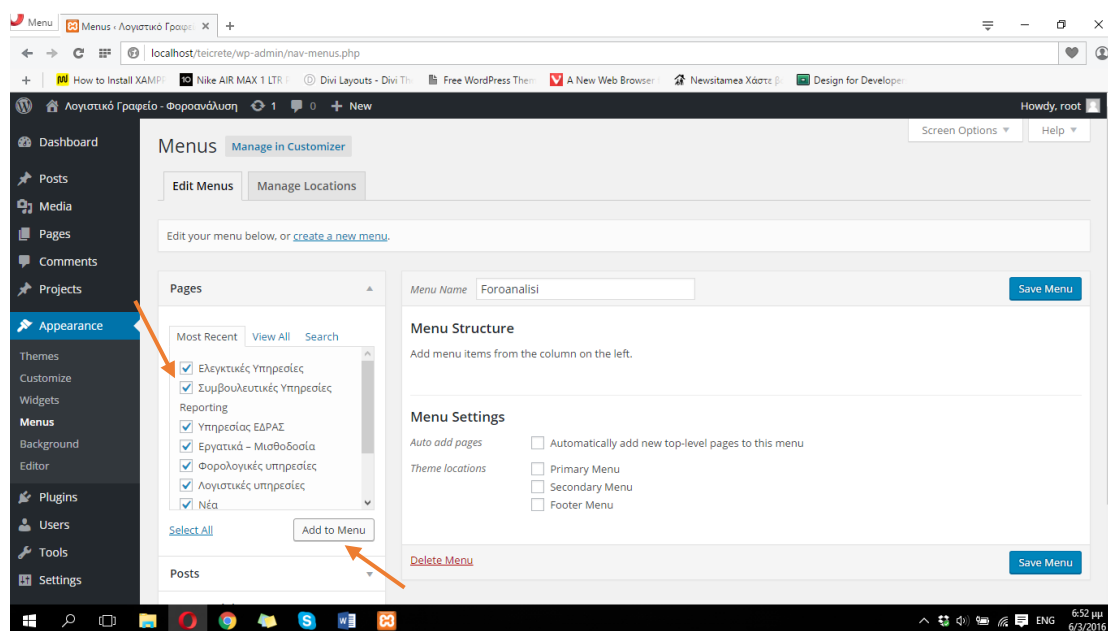 Menu
Menus ‹ Λογιστικό Γραφεί
localhost/teicrete/wp-admin/nav-menus.php
How to Install XAMPP
Nike AIR MAX 1 LTR
Divi Layouts - Divi Th
Free WordPress Them
A New Web Browser
Newsitamea Χάστε β
Design for Developer
Λογιστικό Γραφείο - Φοροανάλυση 1 0 + New
Howdy, root
Dashboard
Posts
Media
Pages
Comments
Projects
Appearance
Themes
Customize
Widgets
Menus
Background
Editor
Plugins
Users
Tools
Settings
Screen Options
Help
Menus
Manage in Customizer
Edit Menus
Manage Locations
Edit your menu below, or create a new menu.
Pages
Most Recent View All Search
Ελεγκτικές Υπηρεσίες
Συμβουλευτικές Υπηρεσίες
Reporting
Υπηρεσίας ΕΔΡΑΣ
Εργατικά – Μισθοδοσία
Φορολογικές υπηρεσίες
Λογιστικές υπηρεσίες
Νέα
Select All
Add to Menu
Posts
Menu Name Foroanalisi
Save Menu
Menu Structure
Add menu items from the column on the left.
Menu Settings
Auto add pages
Automatically add new top-level pages to this menu
Theme locations
Primary Menu
Secondary Menu
Footer Menu
Delete Menu
Save Menu
ENG
6:52 μμ
6/3/2016